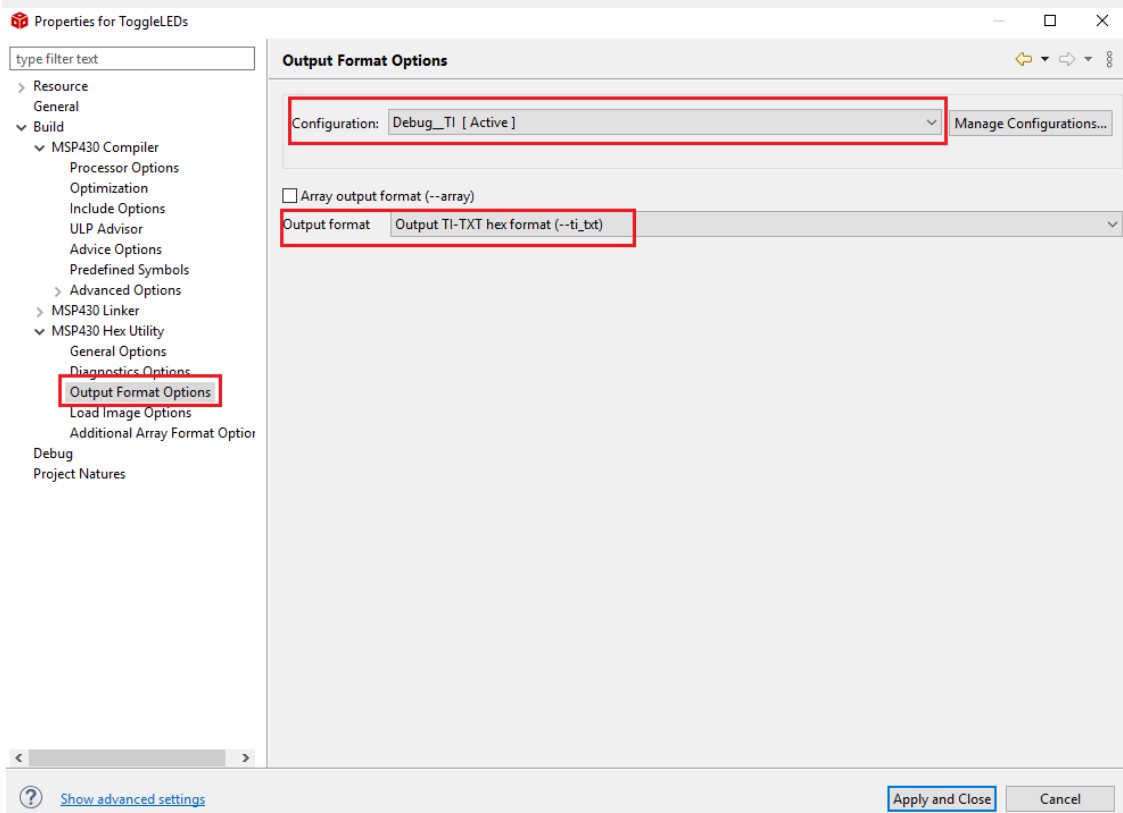 Properties for ToggleLEDs
type filter text
Output Format Options
Resource
General
Build
MSP430 Compiler
Processor Options
Optimization
Include Options
ULP Advisor
Advice Options
Predefined Symbols
Advanced Options
MSP430 Linker
MSP430 Hex Utility
General Options
Diagnostics Options
Output Format Options
Load Image Options
Additional Array Format Option
Debug
Project Natures
Configuration: Debug__TI [ Active ]
Manage Configurations...
Array output format (--array)
Output format Output TI-TXT hex format (--ti_txt)
? Show advanced settings
Apply and Close
Cancel